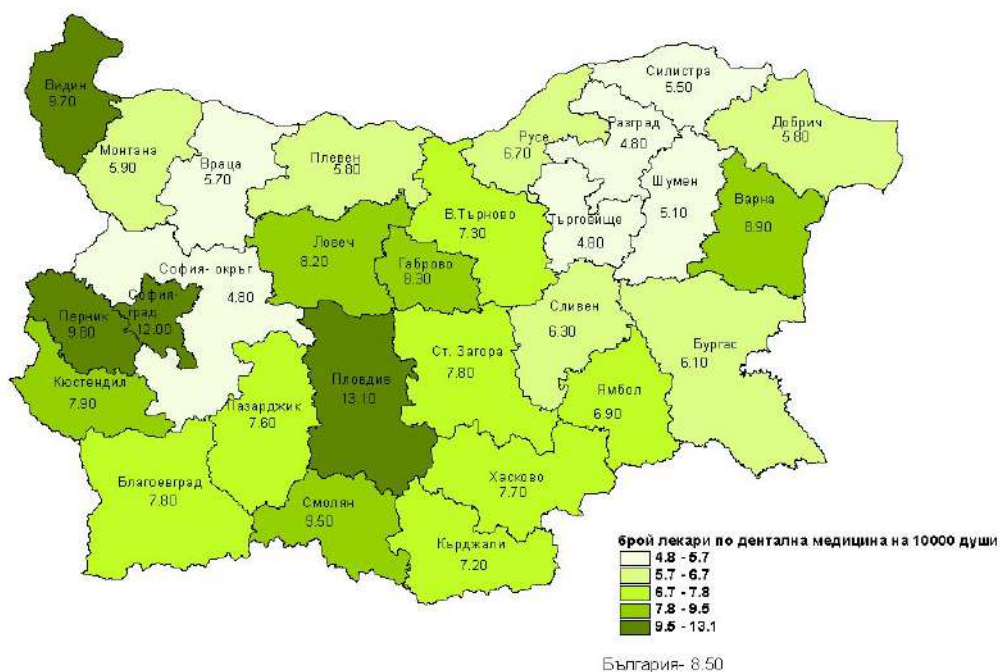 Видин
9.70
Монтана
5.90
Враца
5.70
Плевен
5.80
Русе
6.70
Силистра
5.50
Разград
4.80
Добрич
5.80
Шумен
5.10
Варна
8.90
Търговище
4.80
В.Търново
7.30
Ловеч
8.20
Габрово
8.30
София- окръг
4.80
София-
град
12.00
Перник
9.80
Кюстендил
7.90
Пловдив
13.10
Ст. Загора
7.80
Сливен
6.30
Бургас
6.10
Ямбол
6.90
Пазарджик
7.60
Благоевград
7.80
Смолян
9.50
Хасково
7.70
Кърджали
7.20
брой лекари по дентална медицина на 10000 души
4.8 - 5.7
5.7 - 6.7
6.7 - 7.8
7.8 - 9.5
9.5 - 13.1
България- 8.50